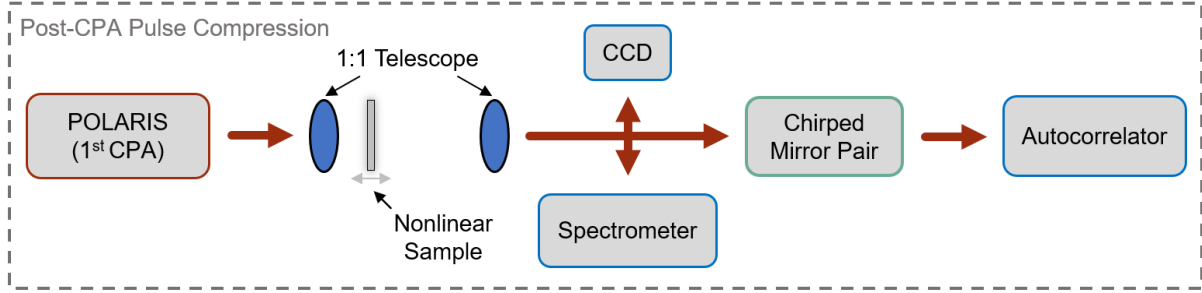 Post-CPA Pulse Compression
1:1 Telescope
CCD
POLARIS
(1st CPA)
Chirped
Mirror Pair
Autocorrelator
Nonlinear
Sample
Spectrometer